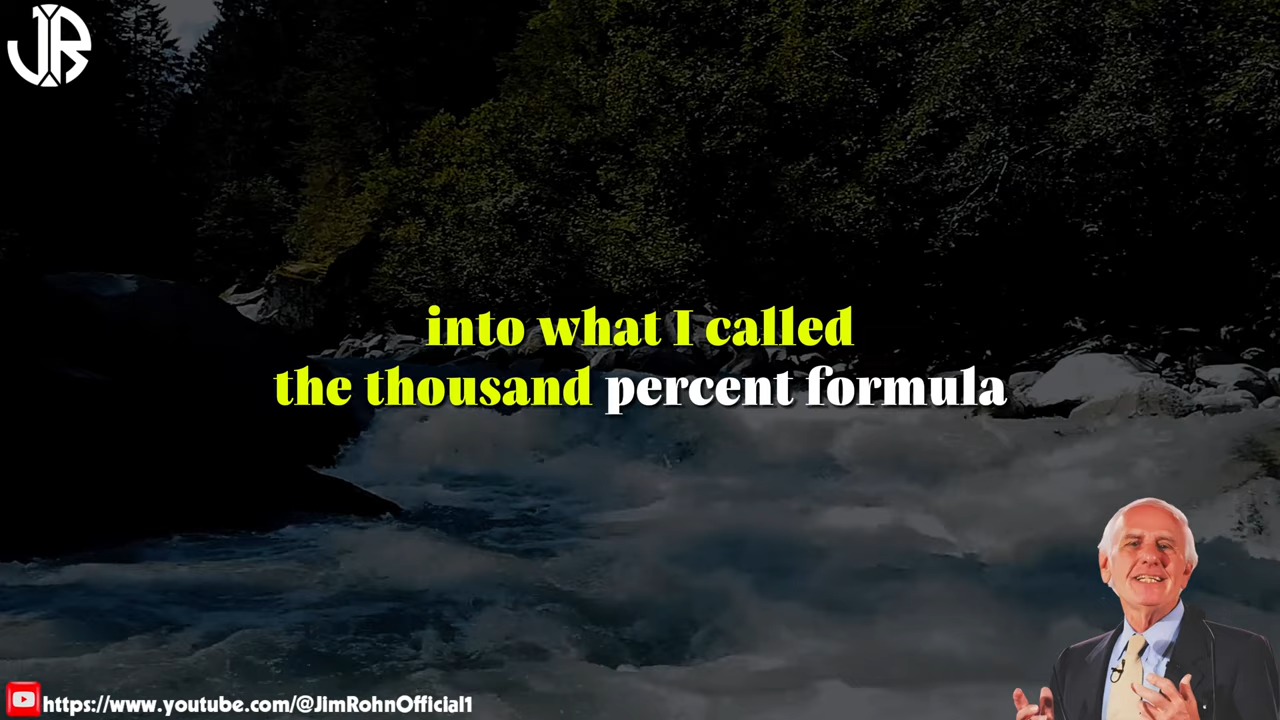 JR
into what I called
the thousand percent formula
https://www.youtube.com/@JimRohnOfficial1